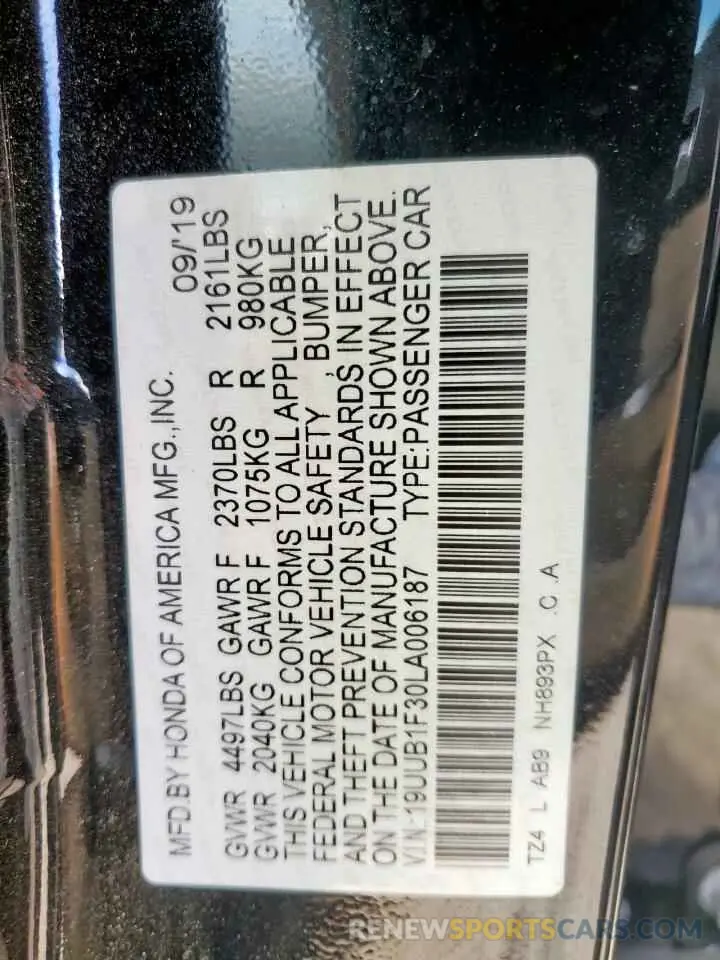 MFD.BY HONDA OF AMERICA MFG.,INC. 09/'19
GVWR 4497LBS GAWR F 2370LBS R 2161LBS
GVWR 2040KG GAWR F 1075KG R 980KG
THIS VEHICLE CONFORMS TO ALL APPLICABLE
FEDERAL MOTOR VEHICLE SAFETY , BUMPER,
AND THEFT PREVENTION STANDARDS IN EFFECT
ON THE DATE OF MANUFACTURE SHOWN ABOVE.
V.I.N.:19UUB1F30LA006187 TYPE:PASSENGER CAR
TZ4 L AB9 NH893PX .C .A
RENEWSPORTSCARS.COM